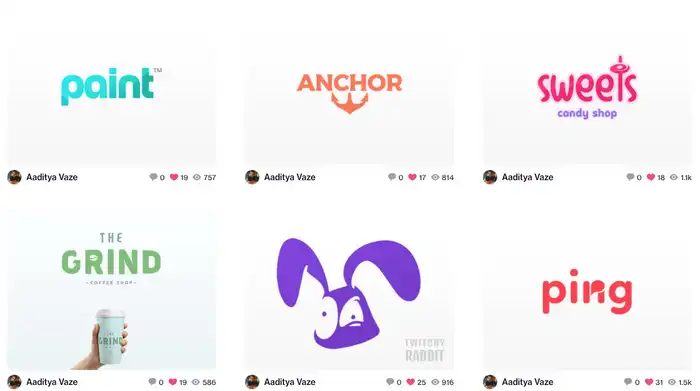 paint™
ANCHOR
sweets
candy shop
Aaditya Vaze 0 19 757
Aaditya Vaze 0 17 814
Aaditya Vaze 0 18 1.1k
THE
GRIND
- COFFEE SHOP -
THE
GRIND
TWITCHY
RABBIT
ping
Aaditya Vaze 0 19 586
Aaditya Vaze 0 25 916
Aaditya Vaze 0 31 1.5k